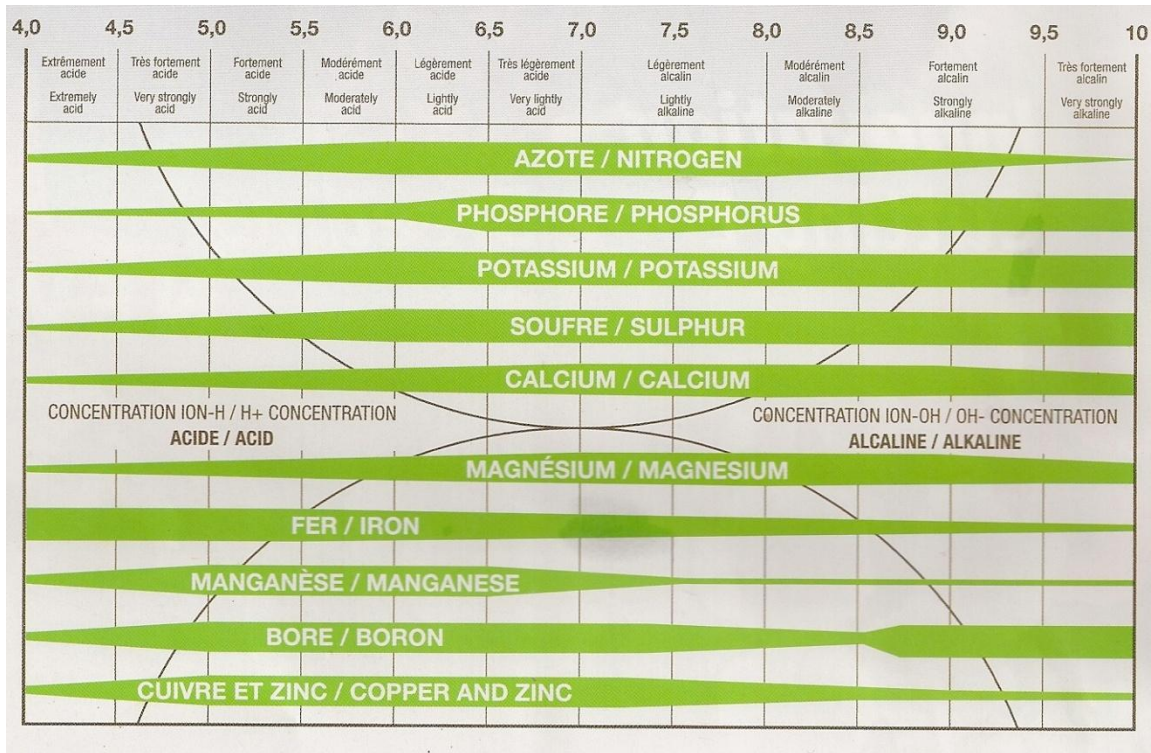 4,0 4,5 5,0 5,5 6,0 6,5 7,0 7,5 8,0 8,5 9,0 9,5 10
Extrêmement acide
Extremely acid
Très fortement acide
Very strongly acid
Fortement acide
Strongly acid
Modérément acide
Moderately acid
Légèrement acide
Lightly acid
Très légèrement acide
Very lightly acid
Légèrement alcalin
Lightly alkaline
Modérément alcalin
Moderately alkaline
Fortement alcalin
Strongly alkaline
Très fortement alcalin
Very strongly alkaline
AZOTE / NITROGEN
PHOSPHORE / PHOSPHORUS
POTASSIUM / POTASSIUM
SOUFRE / SULPHUR
CALCIUM / CALCIUM
CONCENTRATION ION-H / H+ CONCENTRATION
ACIDE / ACID
CONCENTRATION ION-OH / OH- CONCENTRATION
ALCALINE / ALKALINE
MAGNÉSIUM / MAGNESIUM
FER / IRON
MANGANÈSE / MANGANESE
BORE / BORON
CUIVRE ET ZINC / COPPER AND ZINC